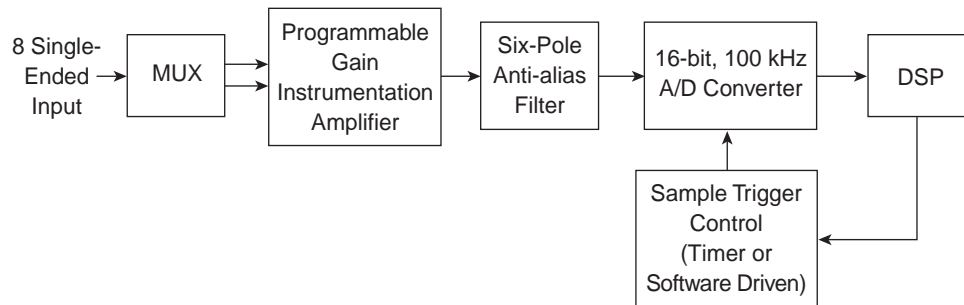 8 Single-
Ended
Input
MUX
Programmable
Gain
Instrumentation
Amplifier
Six-Pole
Anti-alias
Filter
16-bit, 100 kHz
A/D Converter
DSP
Sample Trigger
Control
(Timer or
Software Driven)